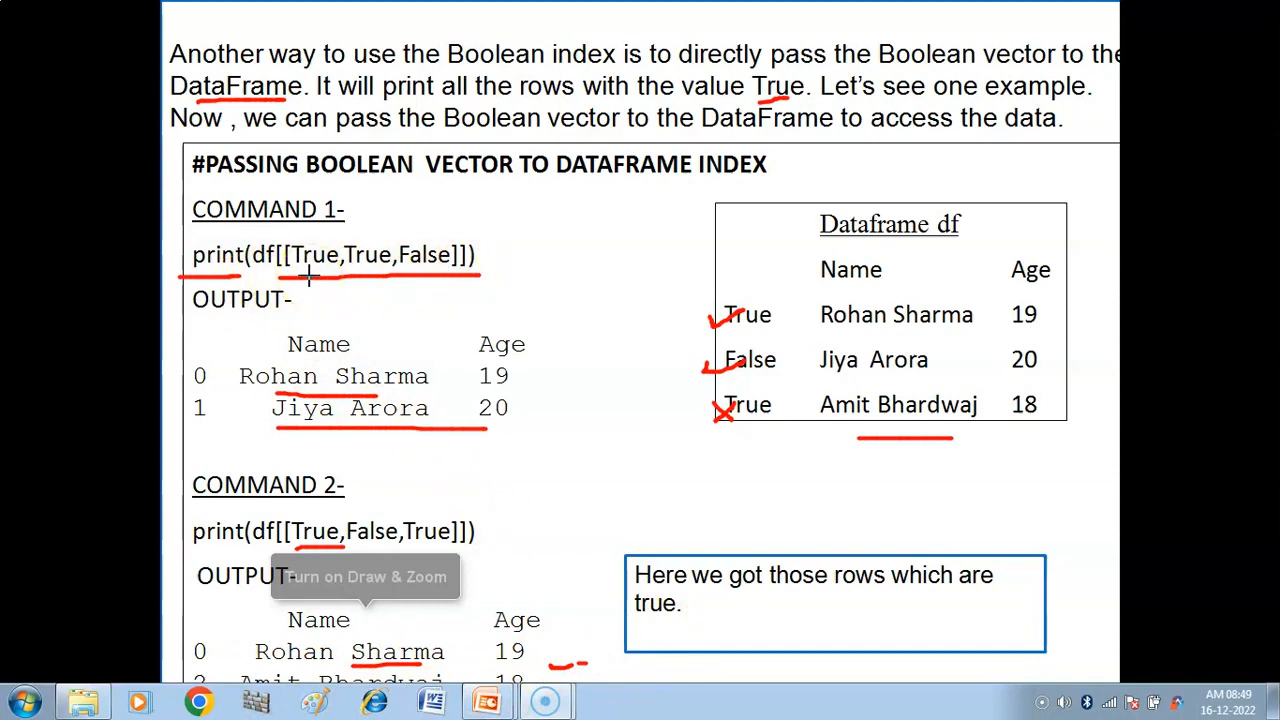 Another way to use the Boolean index is to directly pass the Boolean vector to the
DataFrame. It will print all the rows with the value True. Let's see one example.
Now , we can pass the Boolean vector to the DataFrame to access the data.
#PASSING BOOLEAN VECTOR TO DATAFRAME INDEX
COMMAND 1-
print(df[[True,True,False]])
OUTPUT-
Name Age
0 Rohan Sharma 19
1 Jiya Arora 20
Dataframe df
Name Age
True Rohan Sharma 19
False Jiya Arora 20
True Amit Bhardwaj 18
COMMAND 2-
print(df[[True,False,True]])
OUTPUT-
Turn on Draw & Zoom
Name Age
0 Rohan Sharma 19
2 Amit Bhardwaj 18
Here we got those rows which are
true.
AM 08:49
16-12-2022